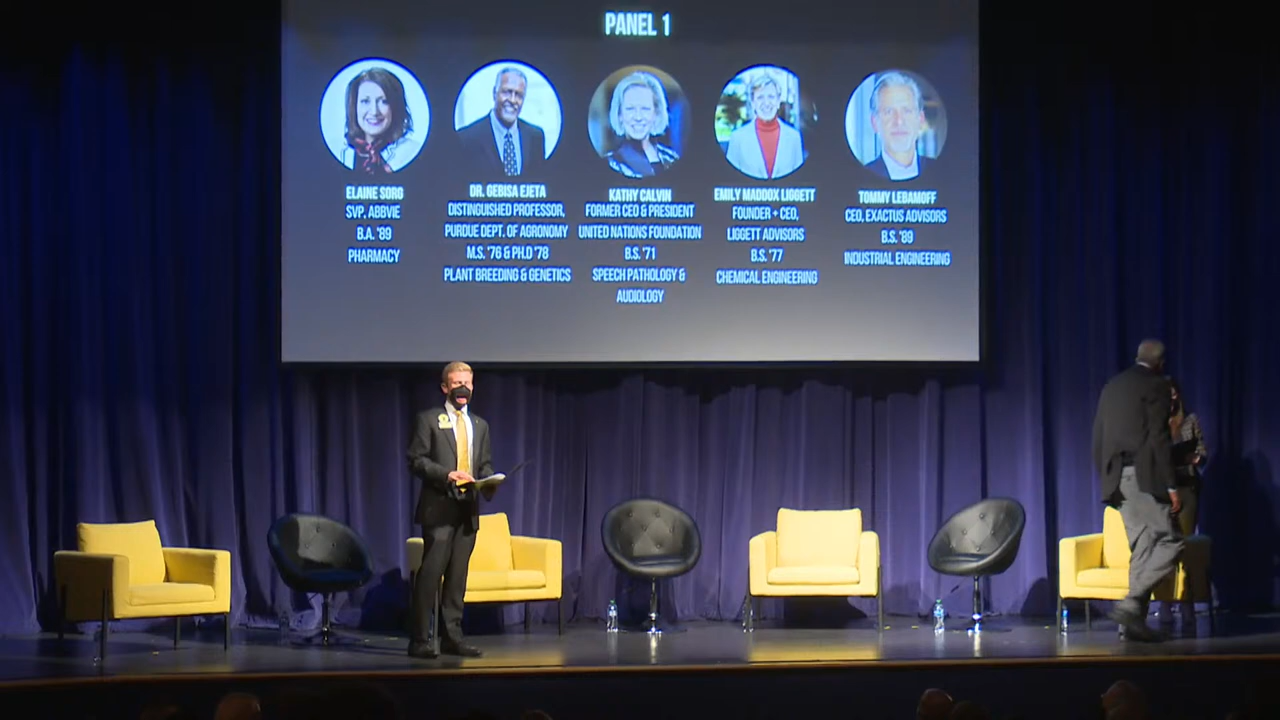 PANEL 1
ELAINE SORG
SVP, ABBVIE
B.A. '89
PHARMACY
DR. GEBISA EJETA
DISTINGUISHED PROFESSOR,
PURDUE DEPT. OF AGRONOMY
M.S. '76 & PH.D '78
PLANT BREEDING & GENETICS
KATHY CALVIN
FORMER CEO & PRESIDENT
UNITED NATIONS FOUNDATION
B.S. '71
SPEECH PATHOLOGY &
AUDIOLOGY
EMILY MADDOX LIGGETT
FOUNDER + CEO,
LIGGETT ADVISORS
B.S. '77
CHEMICAL ENGINEERING
TOMMY LEBAMOFF
CEO, EXACTUS ADVISORS
B.S. '89
INDUSTRIAL ENGINEERING